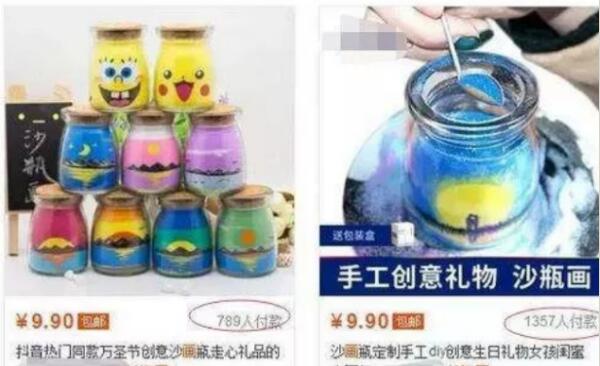 沙瓶画
¥9.90 包邮
789人付款
抖音热门同款万圣节创意沙画瓶走心礼品的
送包装盒
手工创意礼物 沙瓶画
¥9.90 包邮
1357人付款
沙画瓶定制手工diy创意生日礼物女孩闺蜜